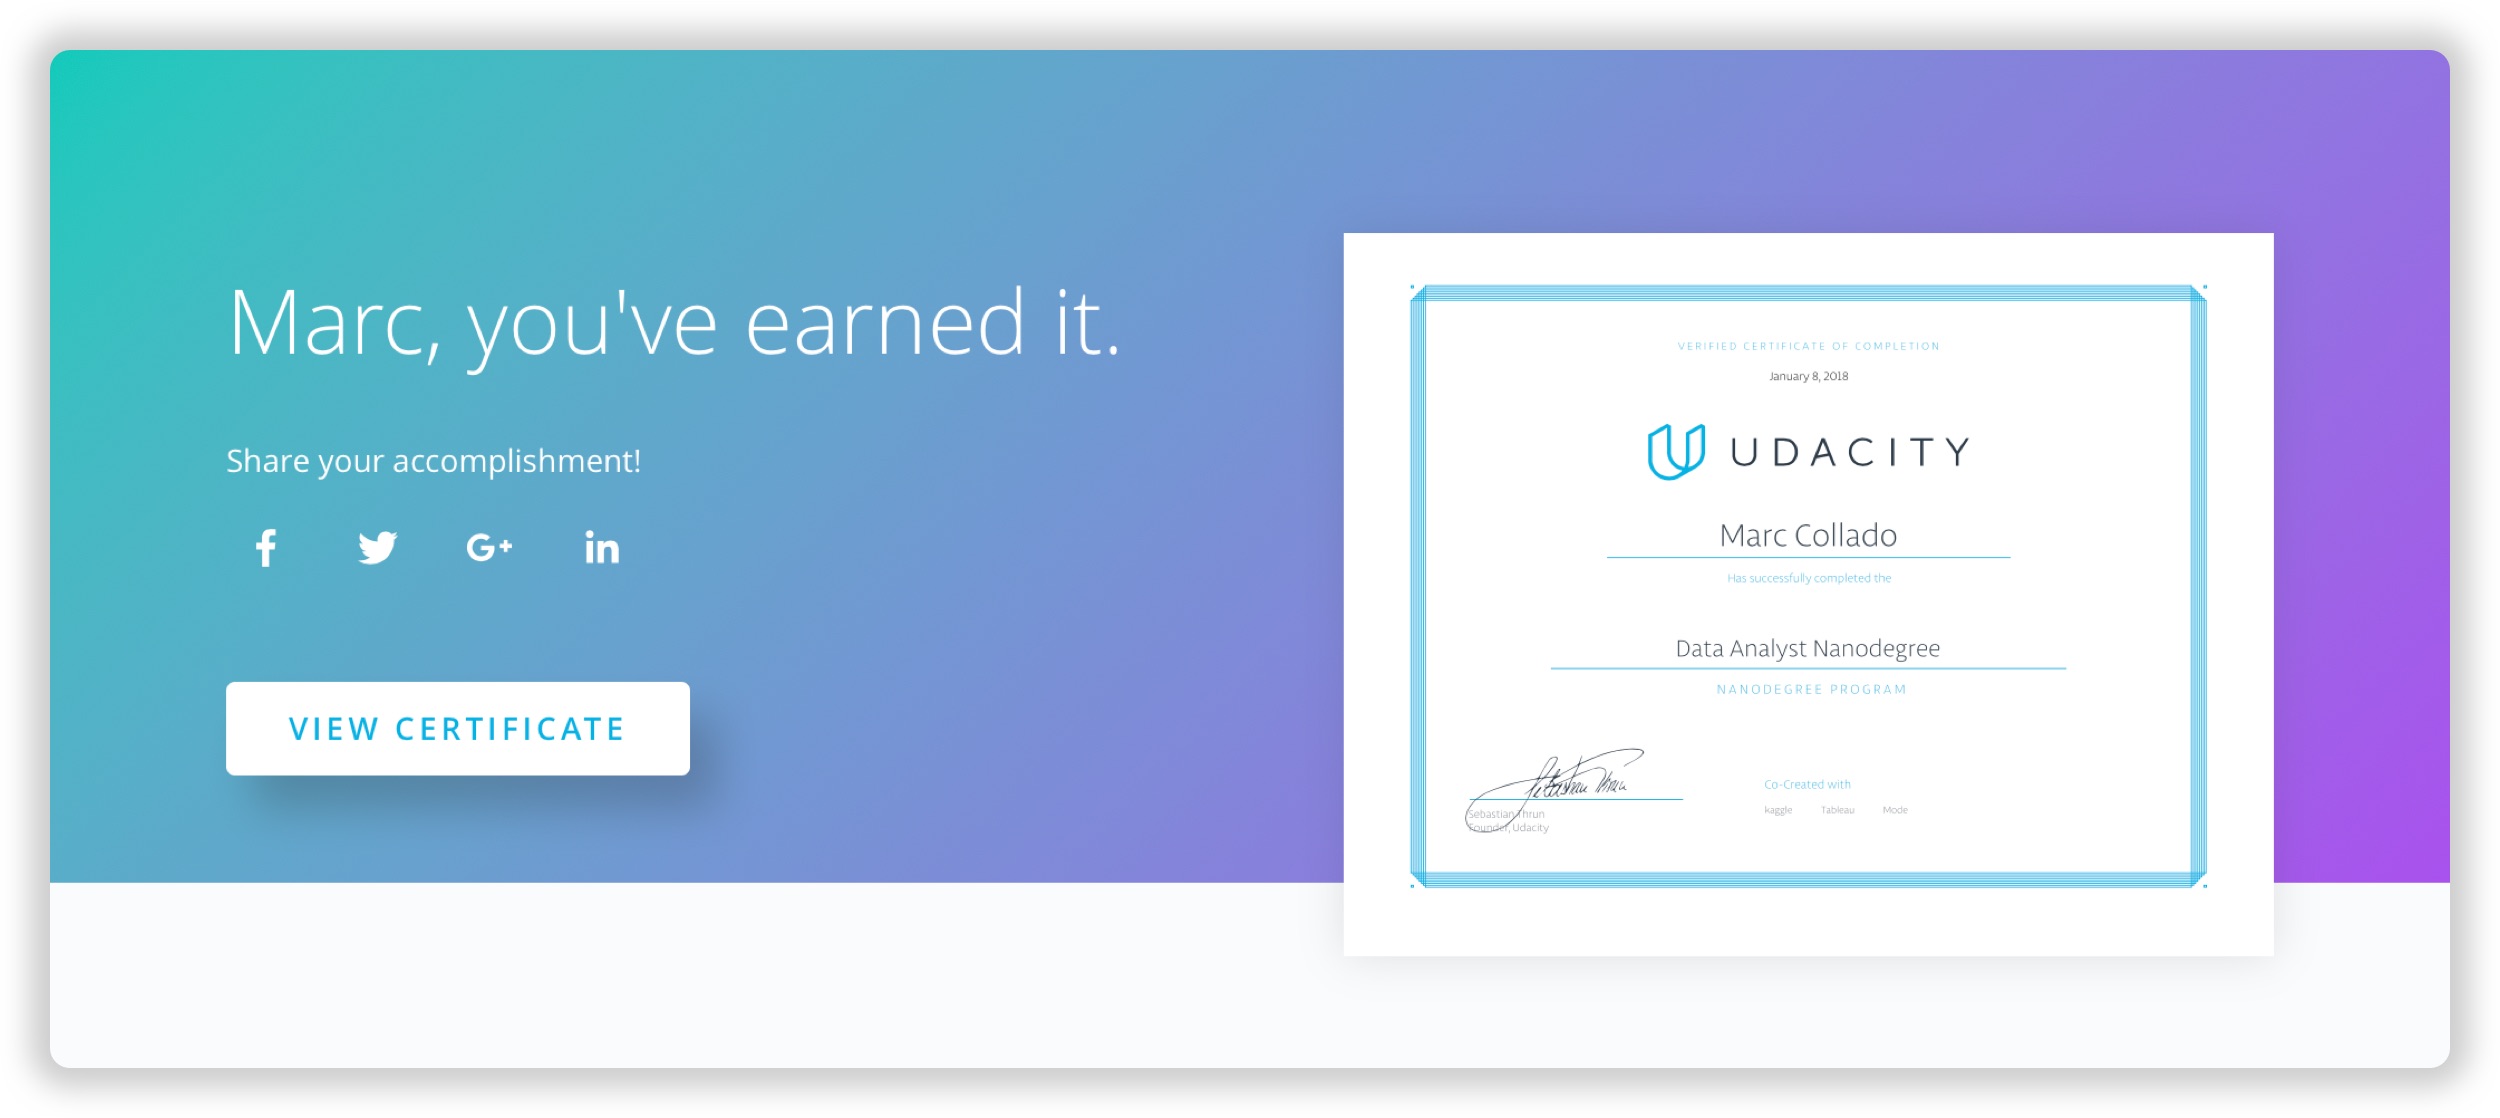 Marc, you've earned it.
Share your accomplishment!
VIEW CERTIFICATE
VERIFIED CERTIFICATE OF COMPLETION
January 8, 2018
UDACITY
Marc Collado
Has successfully completed the
Data Analyst Nanodegree
NANODEGREE PROGRAM
Sebastian Thrun
Sebastian Thrun
Founder, Udacity
Co-Created with
kaggle Tableau Mode